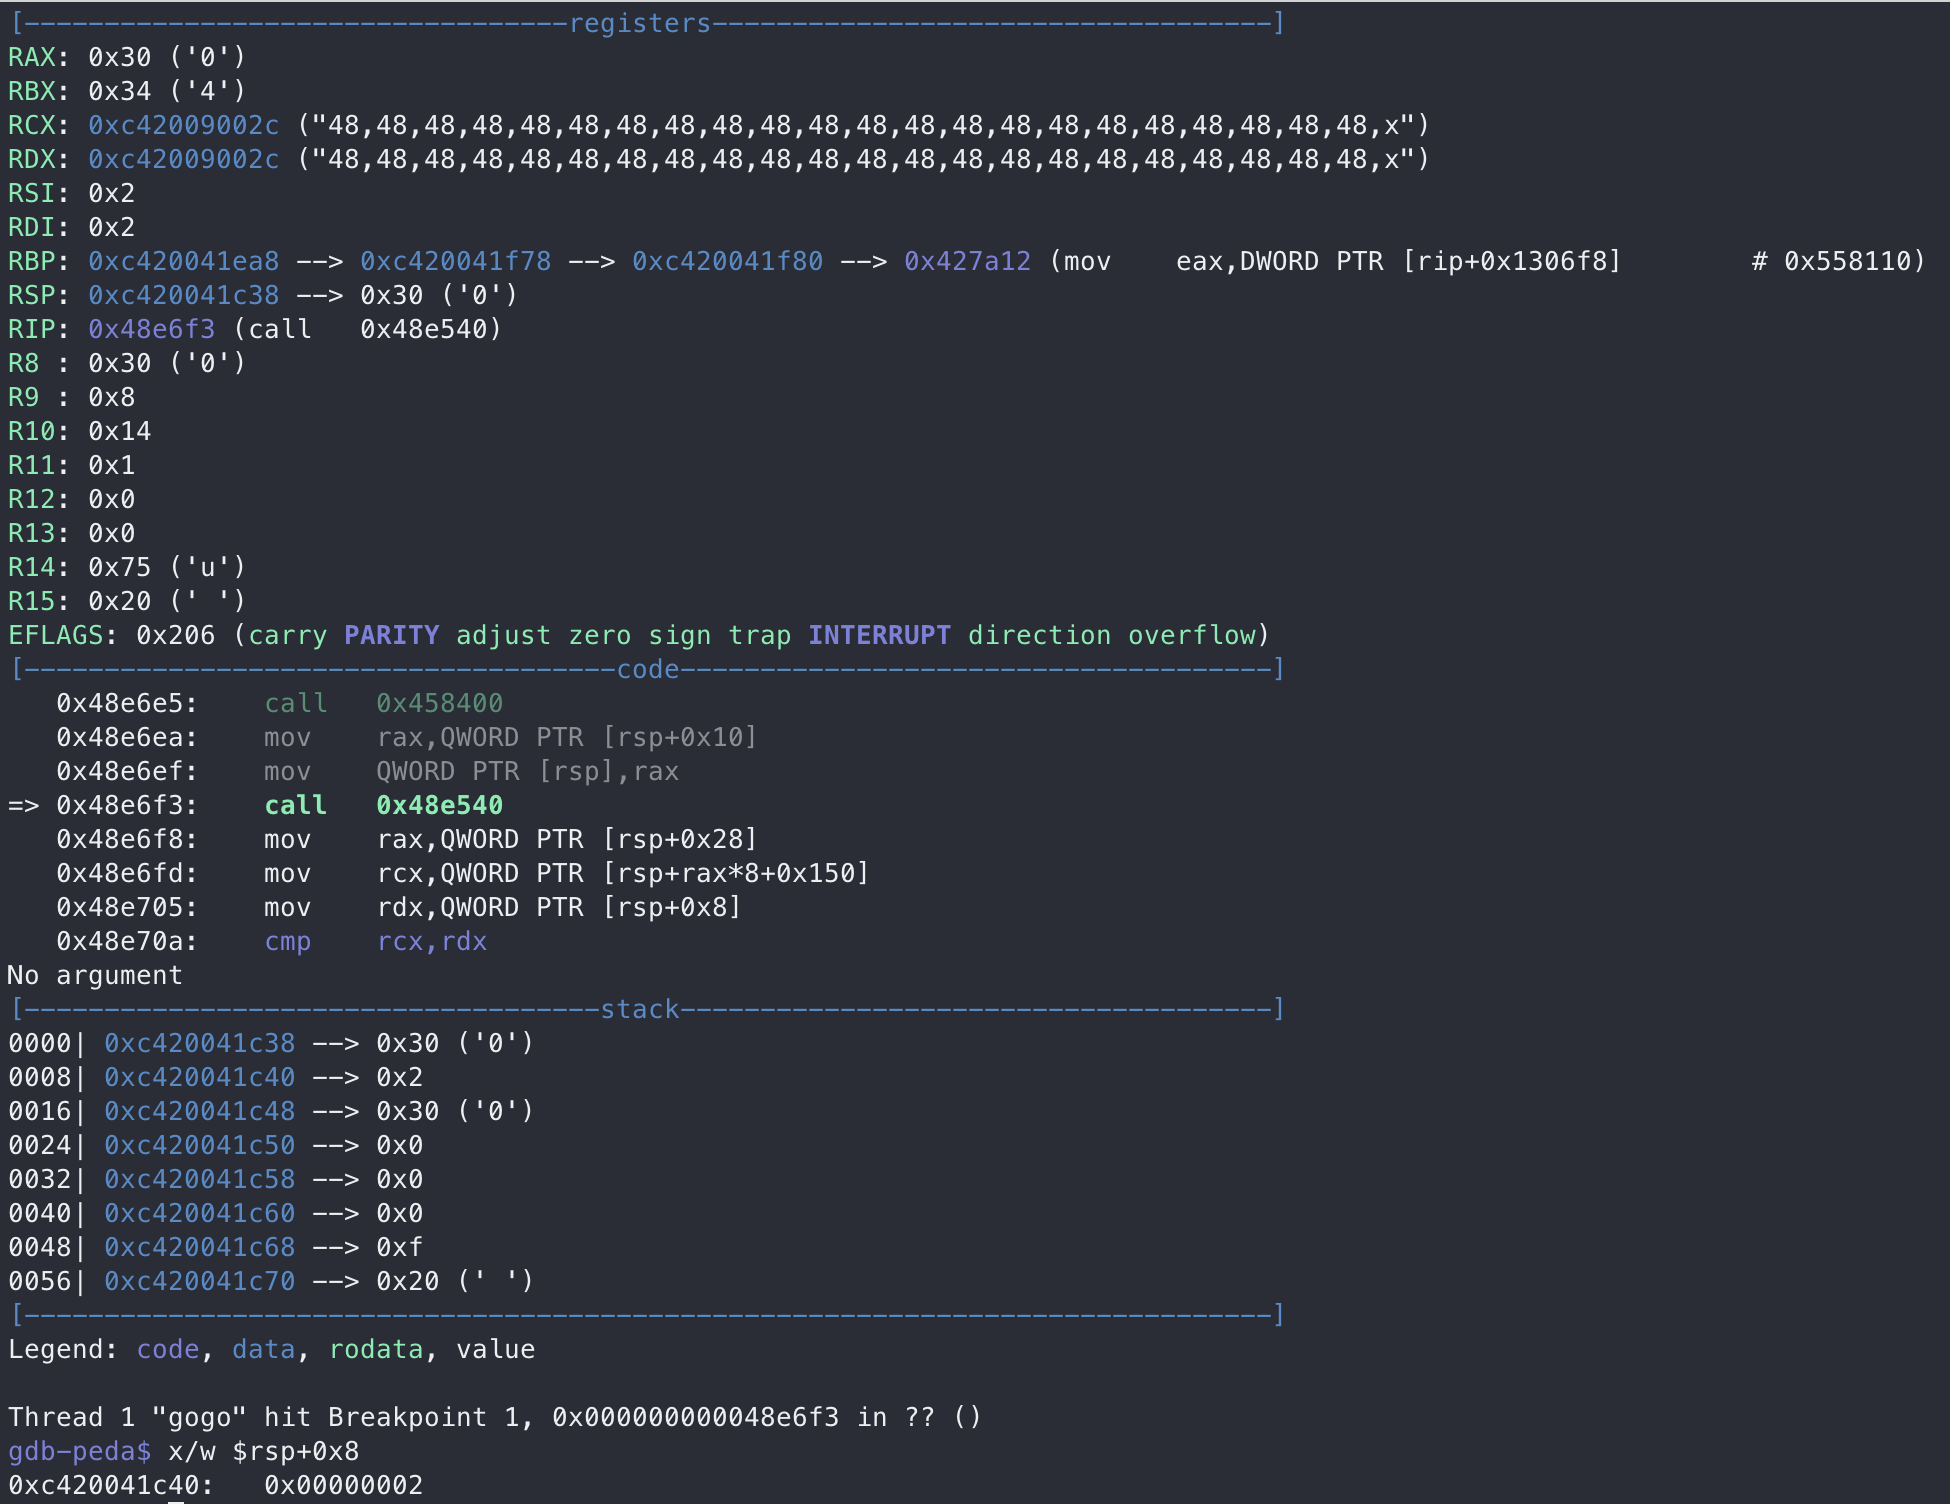 [----------------------------------registers-----------------------------------]
RAX: 0x30 ('0')
RBX: 0x34 ('4')
RCX: 0xc42009002c ("48,48,48,48,48,48,48,48,48,48,48,48,48,48,48,48,48,48,48,48,48,48,x")
RDX: 0xc42009002c ("48,48,48,48,48,48,48,48,48,48,48,48,48,48,48,48,48,48,48,48,48,48,x")
RSI: 0x2
RDI: 0x2
RBP: 0xc420041ea8 --> 0xc420041f78 --> 0xc420041f80 --> 0x427a12 (mov    eax,DWORD PTR [rip+0x1306f8]        # 0x558110)
RSP: 0xc420041c38 --> 0x30 ('0')
RIP: 0x48e6f3 (call   0x48e540)
R8 : 0x30 ('0')
R9 : 0x8
R10: 0x14
R11: 0x1
R12: 0x0
R13: 0x0
R14: 0x75 ('u')
R15: 0x20 (' ')
EFLAGS: 0x206 (carry PARITY adjust zero sign trap INTERRUPT direction overflow)
[-------------------------------------code-------------------------------------]
   0x48e6e5:    call   0x458400
   0x48e6ea:    mov    rax,QWORD PTR [rsp+0x10]
   0x48e6ef:    mov    QWORD PTR [rsp],rax
=> 0x48e6f3:    call   0x48e540
   0x48e6f8:    mov    rax,QWORD PTR [rsp+0x28]
   0x48e6fd:    mov    rcx,QWORD PTR [rsp+rax*8+0x150]
   0x48e705:    mov    rdx,QWORD PTR [rsp+0x8]
   0x48e70a:    cmp    rcx,rdx
No argument
[------------------------------------stack-------------------------------------]
0000| 0xc420041c38 --> 0x30 ('0')
0008| 0xc420041c40 --> 0x2
0016| 0xc420041c48 --> 0x30 ('0')
0024| 0xc420041c50 --> 0x0
0032| 0xc420041c58 --> 0x0
0040| 0xc420041c60 --> 0x0
0048| 0xc420041c68 --> 0xf
0056| 0xc420041c70 --> 0x20 (' ')
[------------------------------------------------------------------------------]
Legend: code, data, rodata, value
Thread 1 "gogo" hit Breakpoint 1, 0x000000000048e6f3 in ?? ()
gdb-peda$ x/w $rsp+0x8
0xc420041c40:   0x00000002